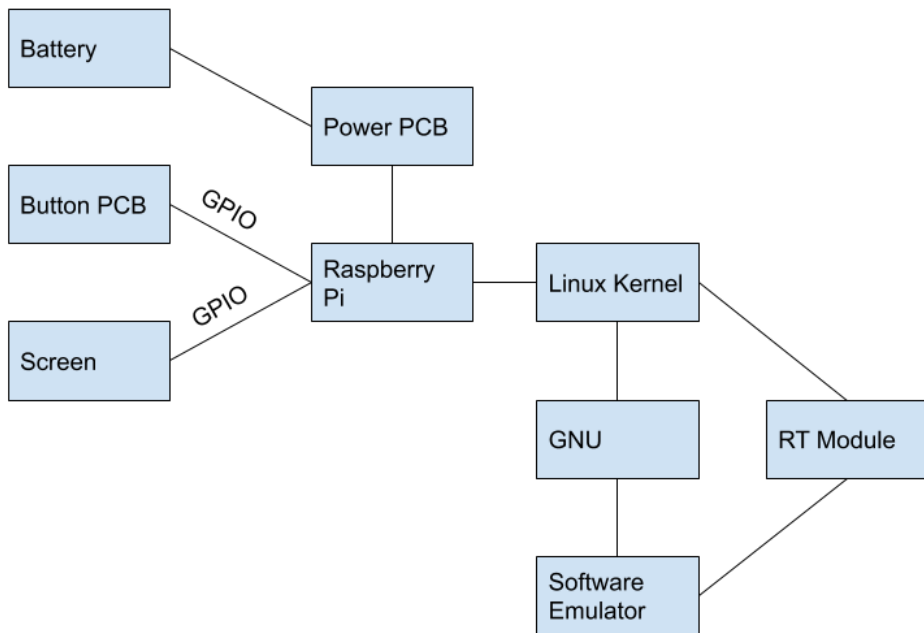 Battery
Power PCB
Button PCB
GPIO
Raspberry
Pi
Linux Kernel
GPIO
Screen
GNU
RT Module
Software
Emulator